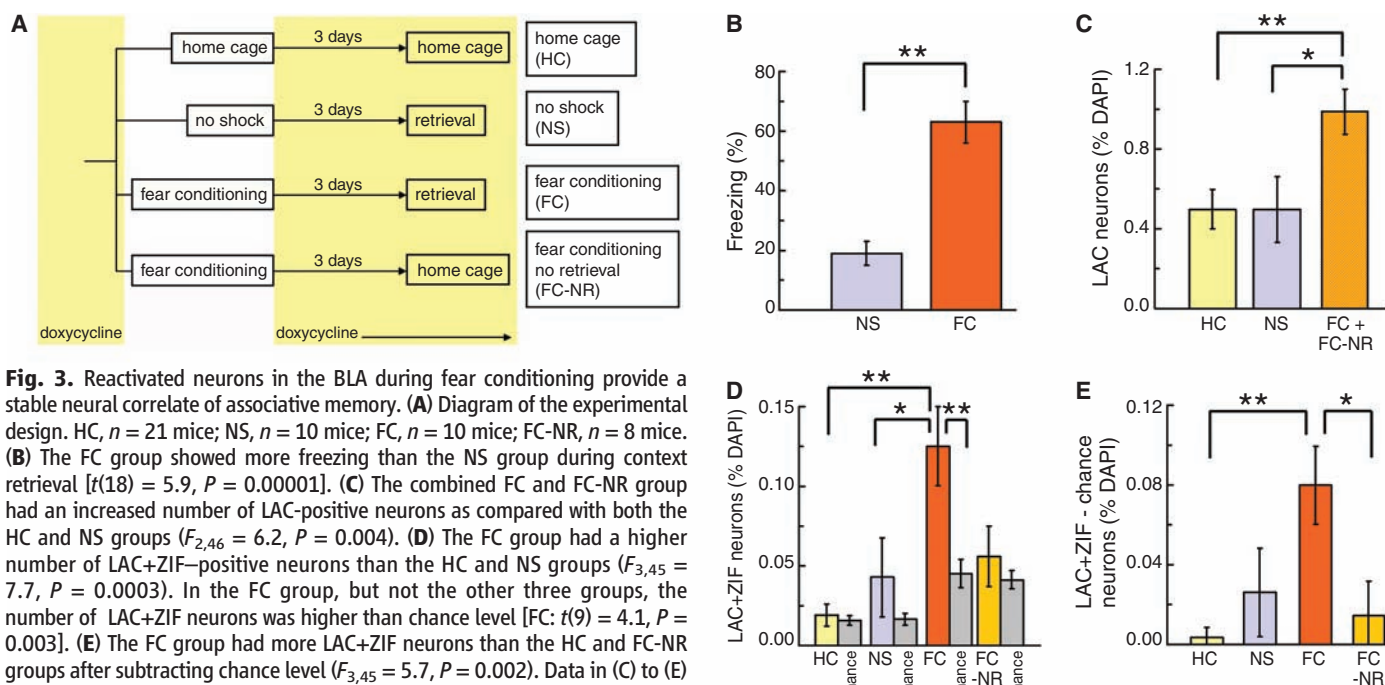 A
home cage
3 days
home cage
home cage
(HC)
no shock
3 days
retrieval
no shock
(NS)
fear conditioning
3 days
retrieval
fear conditioning
(FC)
fear conditioning
3 days
home cage
fear conditioning
no retrieval
(FC-NR)
doxycycline
doxycycline
B
**
Freezing (%)
80
60
40
20
0
NS
FC
C
**
*
LAC neurons (% DAPI)
1.2
0.8
0.4
0.0
HC
NS
FC +
FC-NR
Fig. 3. Reactivated neurons in the BLA during fear conditioning provide a
stable neural correlate of associative memory. (A) Diagram of the experimental
design. HC, n = 21 mice; NS, n = 10 mice; FC, n = 10 mice; FC-NR, n = 8 mice.
(B) The FC group showed more freezing than the NS group during context
retrieval [t(18) = 5.9, P = 0.00001]. (C) The combined FC and FC-NR group
had an increased number of LAC-positive neurons as compared with both the
HC and NS groups (F2,46 = 6.2, P = 0.004). (D) The FC group had a higher
number of LAC+ZIF–positive neurons than the HC and NS groups (F3,45 =
7.7, P = 0.0003). In the FC group, but not the other three groups, the
number of LAC+ZIF neurons was higher than chance level [FC: t(9) = 4.1, P =
0.003]. (E) The FC group had more LAC+ZIF neurons than the HC and FC-NR
groups after subtracting chance level (F3,45 = 5.7, P = 0.002). Data in (C) to (E)
D
**
*
**
LAC+ZIF neurons (% DAPI)
0.15
0.10
0.05
0.00
HC
NS
FC
FC
-NR
E
**
*
LAC+ZIF - chance
neurons (% DAPI)
0.12
0.08
0.04
0.00
HC
NS
FC
FC
-NR